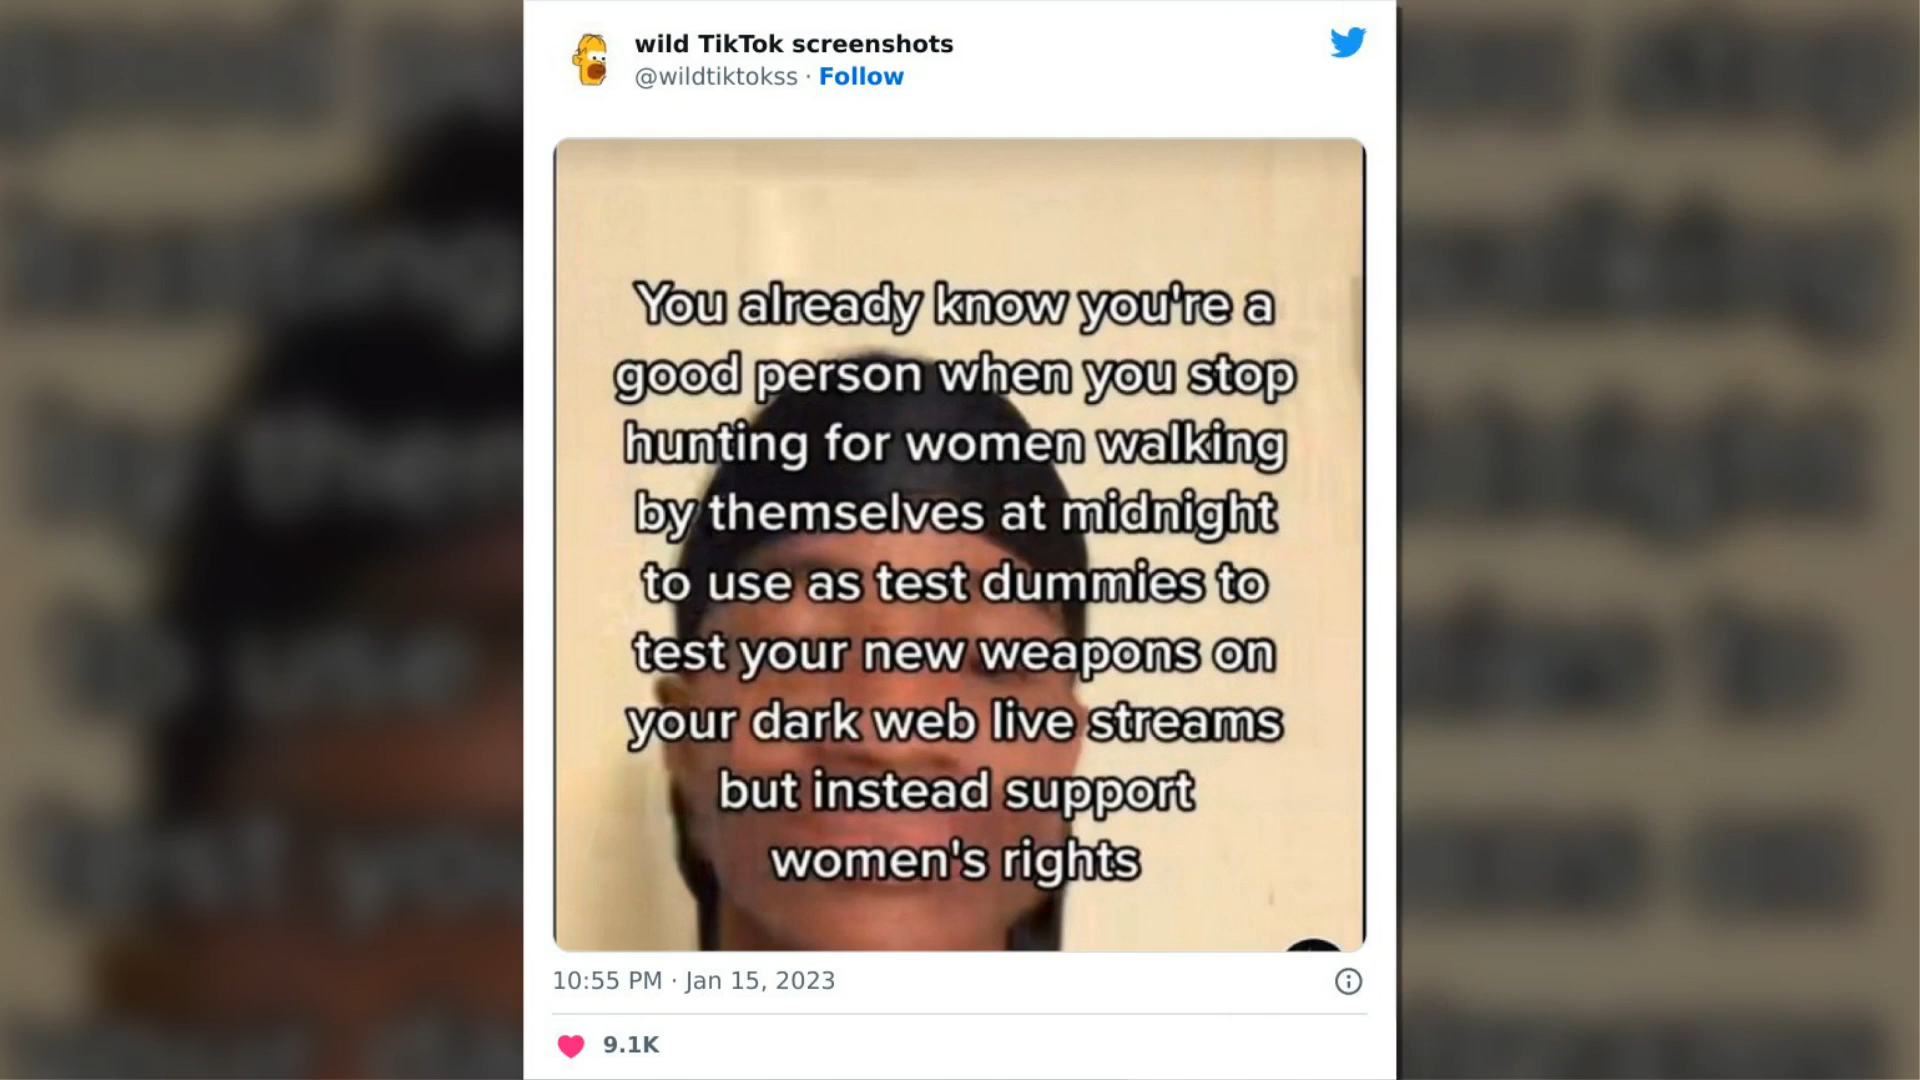 wild TikTok screenshots
@wildtiktokss · Follow
You already know you're a
good person when you stop
hunting for women walking
by themselves at midnight
to use as test dummies to
test your new weapons on
your dark web live streams
but instead support
women's rights
10:55 PM · Jan 15, 2023
9.1K